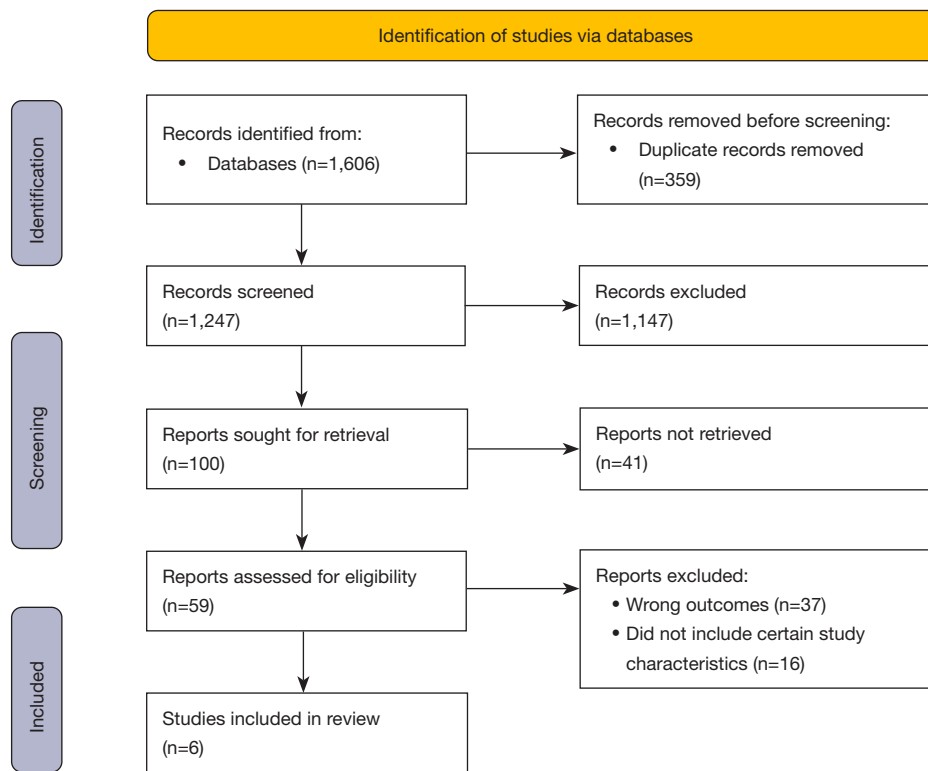 Identification of studies via databases
Identification
Records identified from:
• Databases (n=1,606)
Records removed before screening:
• Duplicate records removed
(n=359)
Screening
Records screened
(n=1,247)
Records excluded
(n=1,147)
Reports sought for retrieval
(n=100)
Reports not retrieved
(n=41)
Reports assessed for eligibility
(n=59)
Reports excluded:
• Wrong outcomes (n=37)
• Did not include certain study
characteristics (n=16)
Included
Studies included in review
(n=6)